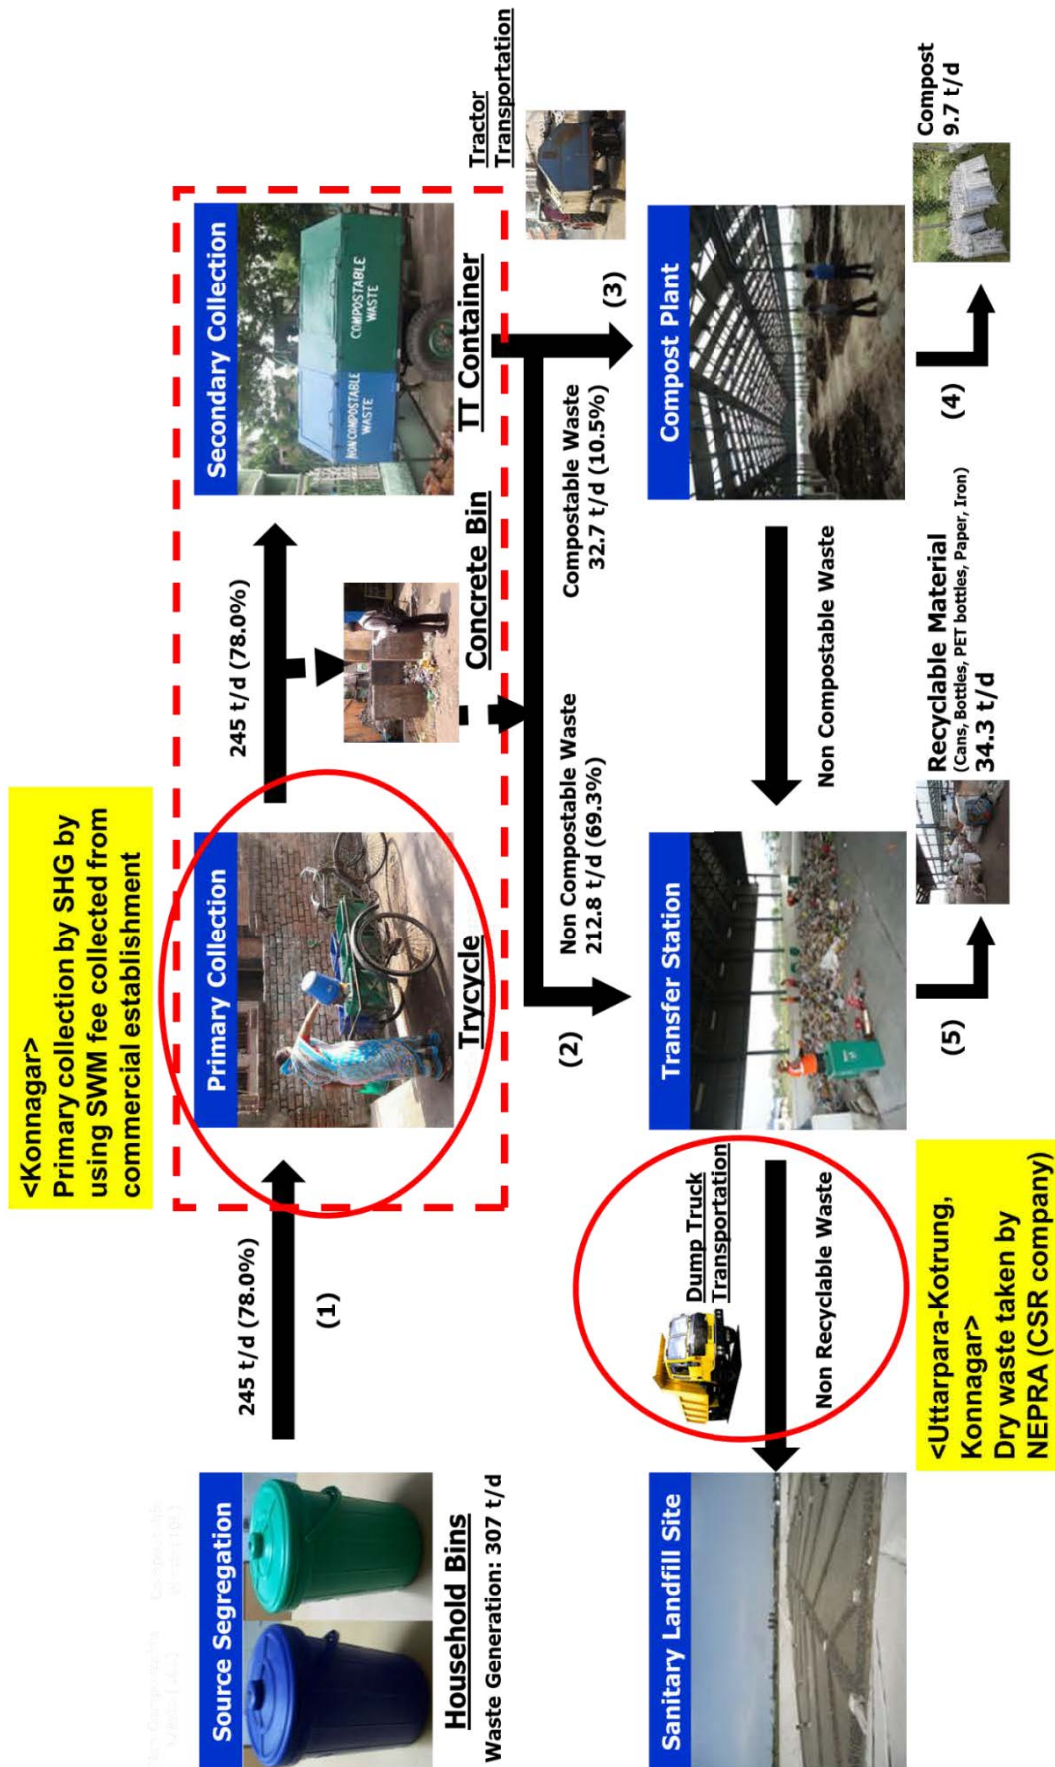 <Konnagar>
Primary collection by SHG by
using SWM fee collected from
commercial establishment
Source Segregation
Household Bins
Waste Generation: 307 t/d
245 t/d (78.0%)
(1)
Primary Collection
Trycycle
245 t/d (78.0%)
Concrete Bin
Secondary Collection
NON COMPOSTABLE
WASTE
COMPOSTABLE
WASTE
TT Container
Tractor
Transportation
(2)
Non Compostable Waste
212.8 t/d (69.3%)
Compostable Waste
32.7 t/d (10.5%)
(3)
Sanitary Landfill Site
Dump Truck
Transportation
Non Recyclable Waste
Transfer Station
Non Compostable Waste
Compost Plant
<Uttarpara-Kotrung,
Konnagar>
Dry waste taken by
NEPRA (CSR company)
(5)
Recyclable Material
(Cans, Bottles, PET bottles, Paper, Iron)
34.3 t/d
(4)
Compost
9.7 t/d